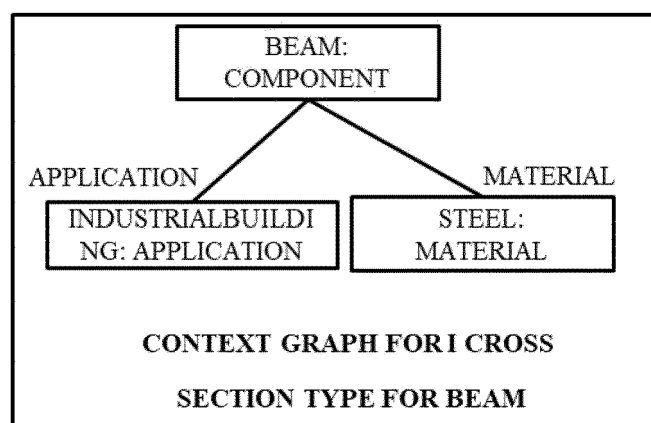 BEAM:
COMPONENT
APPLICATION
MATERIAL
INDUSTRIALBUILDI
NG: APPLICATION
STEEL:
MATERIAL
CONTEXT GRAPH FOR I CROSS
SECTION TYPE FOR BEAM